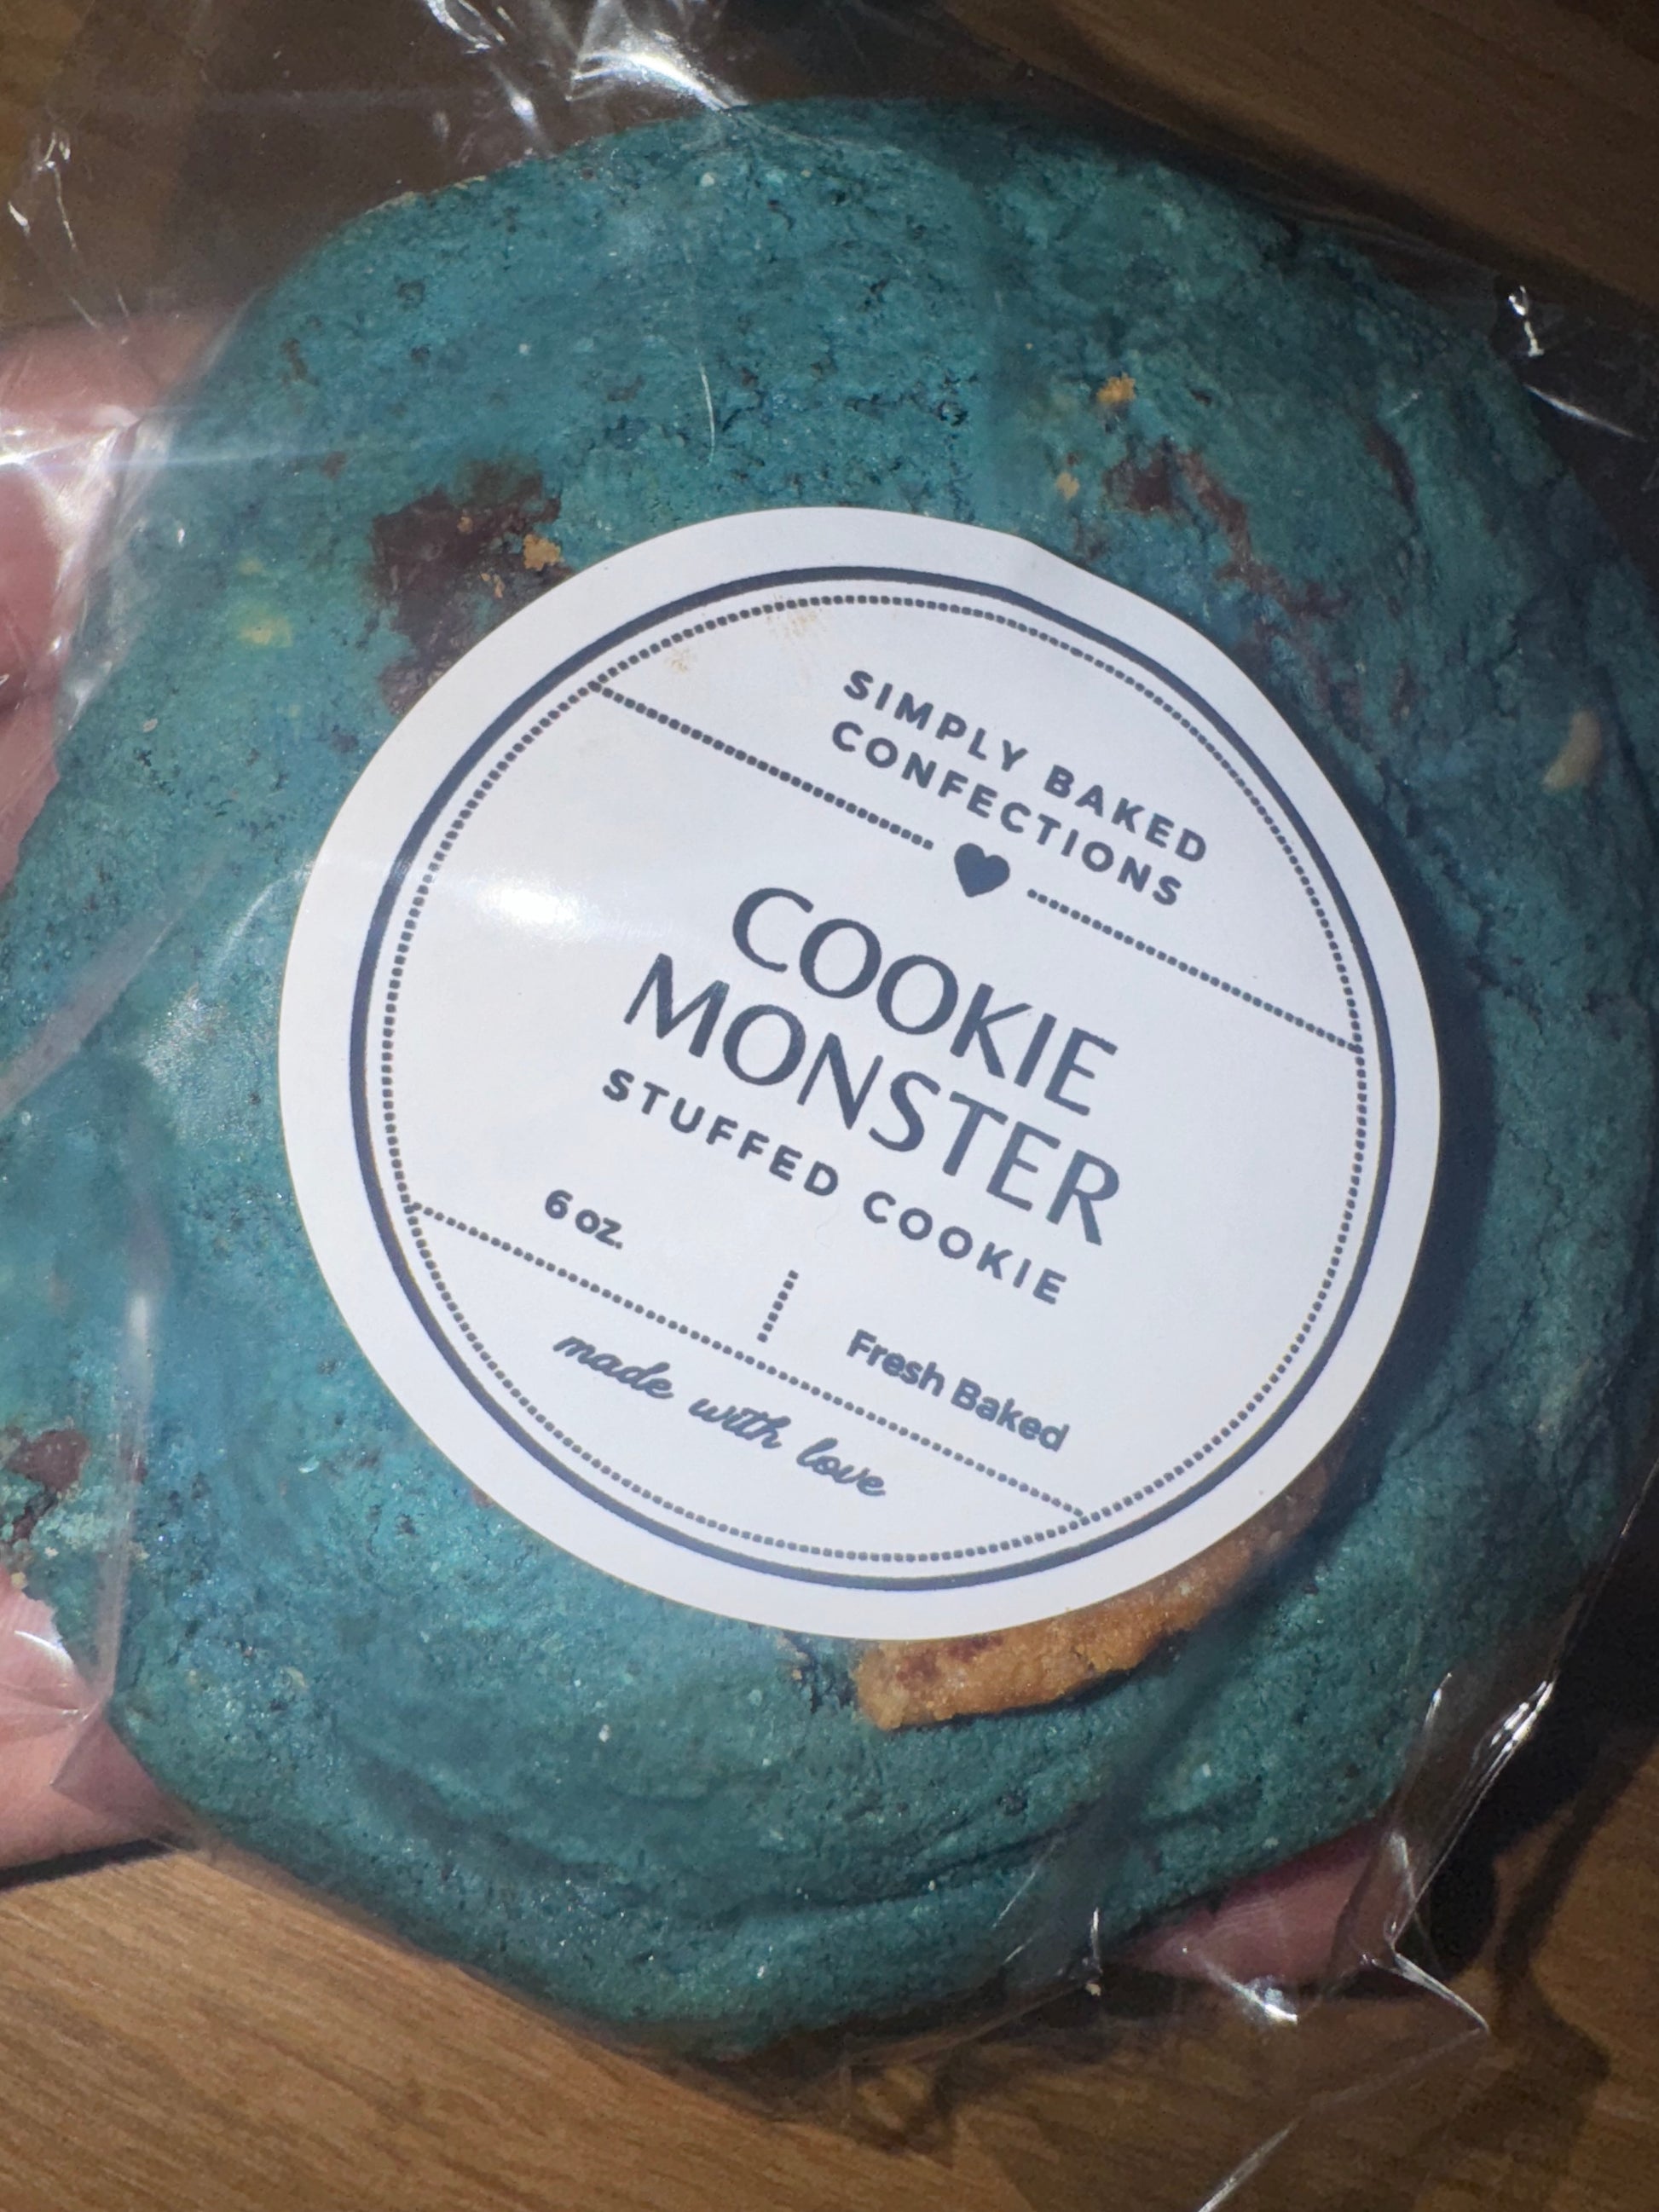 SIMPLY BAKED
CONFECTIONS
COOKIE
MONSTER
STUFFED COOKIE
6 oz.
Fresh Baked
made with love